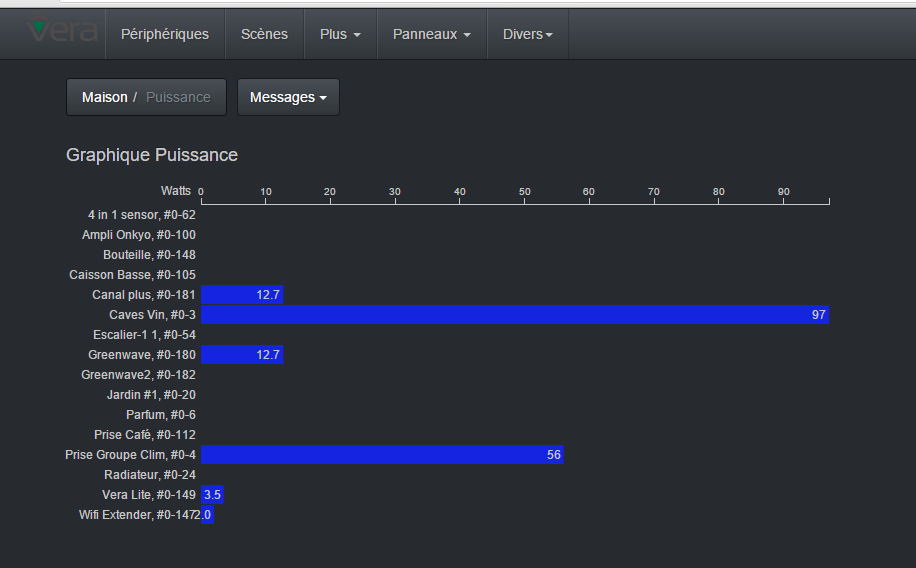 Vera Périphériques Scènes Plus Panneaux Divers
Maison / Puissance Messages
Graphique Puissance
Watts 0 10 20 30 40 50 60 70 80 90
4 in 1 sensor, #0-62
Ampli Onkyo, #0-100
Bouteille, #0-148
Caisson Basse, #0-105
Canal plus, #0-181 12.7
Caves Vin, #0-3 97
Escalier-1 1, #0-54
Greenwave, #0-180 12.7
Greenwave2, #0-182
Jardin #1, #0-20
Parfum, #0-6
Prise Café, #0-112
Prise Groupe Clim, #0-4 56
Radiateur, #0-24
Vera Lite, #0-149 3.5
Wifi Extender, #0-147 2.0